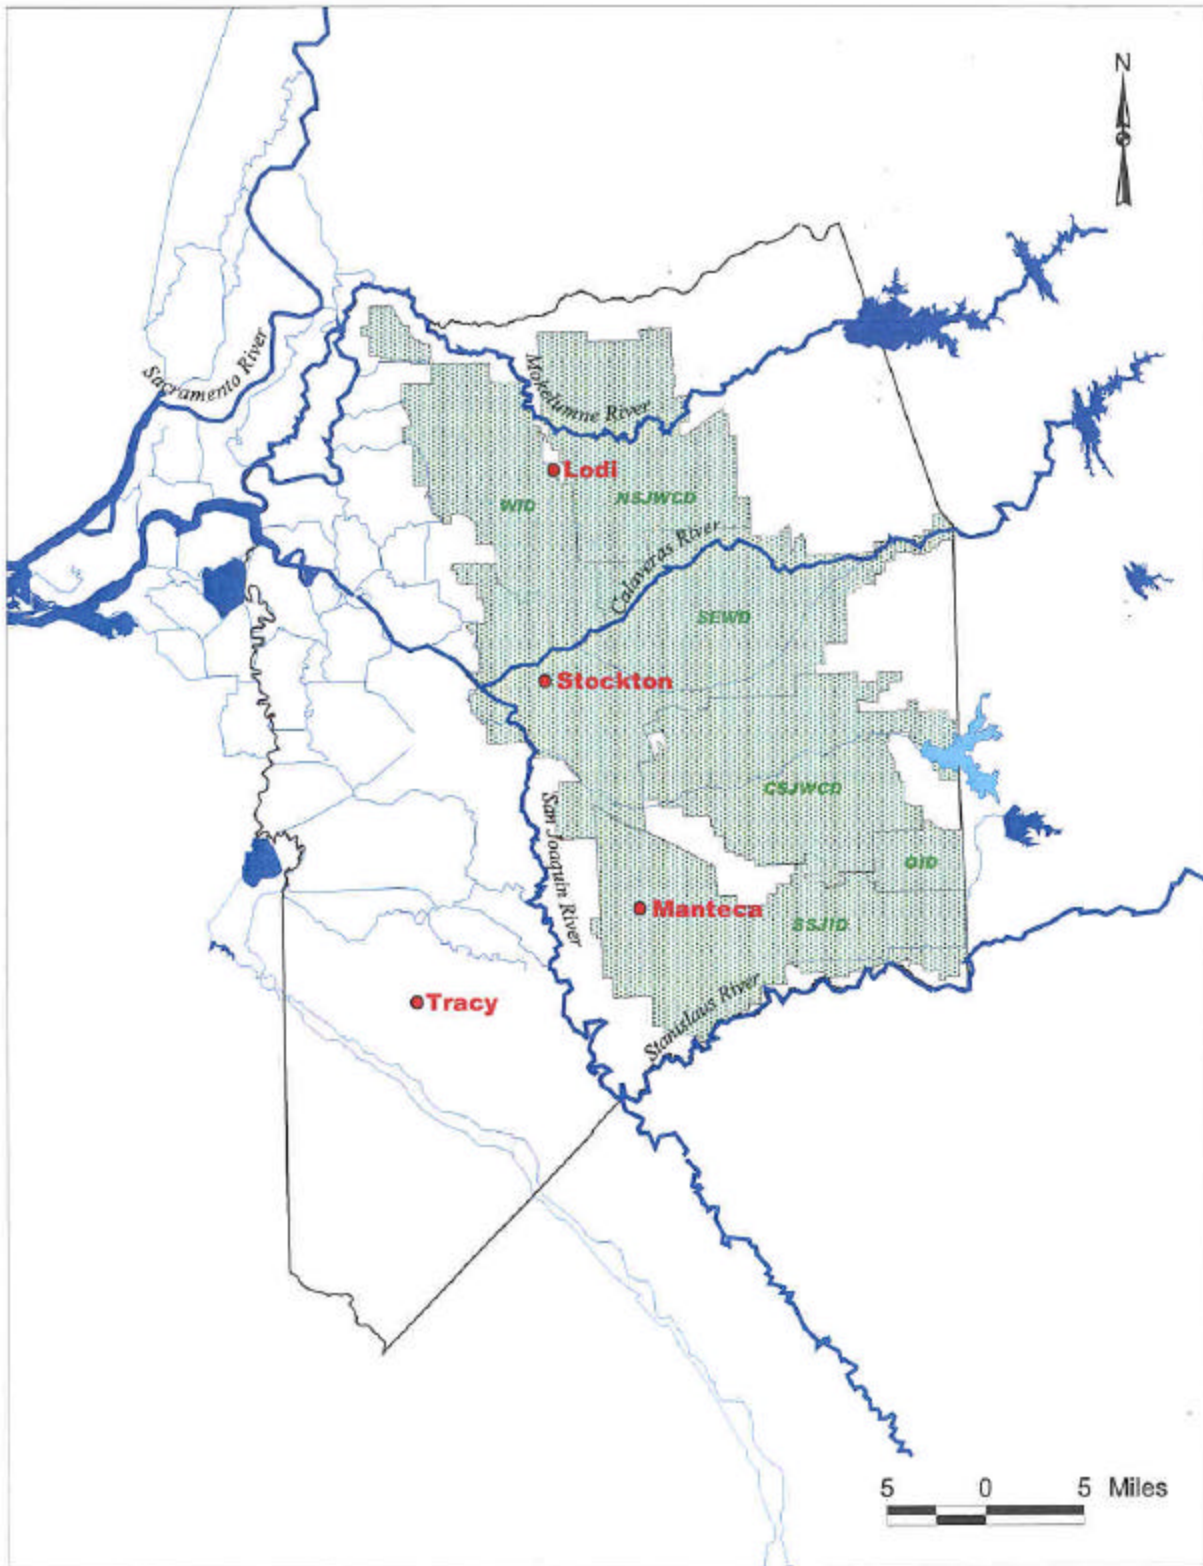 N
Sacramento River
Mokelumne River
Lodi
WID
NSJWCD
Calaveras River
SEWD
Stockton
CSJWCD
San Joaquin River
OID
Manteca
SSJID
Stanislaus River
Tracy
5 0 5 Miles